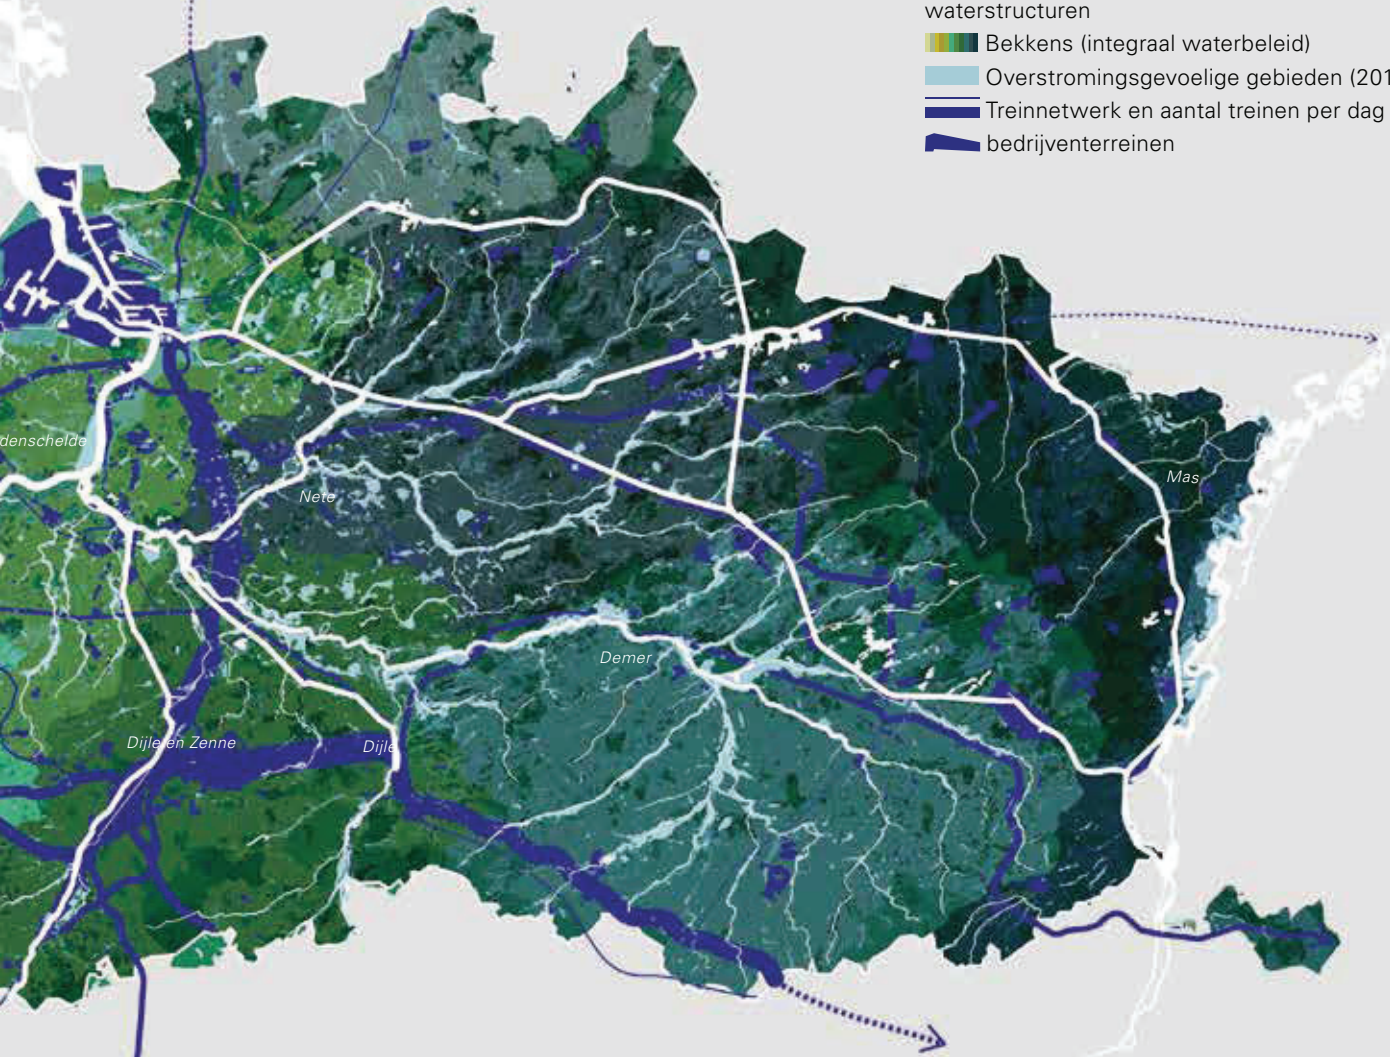 waterstructuren
Bekkens (integraal waterbeleid)
Overstromingsgevoelige gebieden (201
Treinnetwerk en aantal treinen per dag
bedrijventerreinen
denschelde
Mas
Nete
Demer
Dijle en Zenne
Dijle